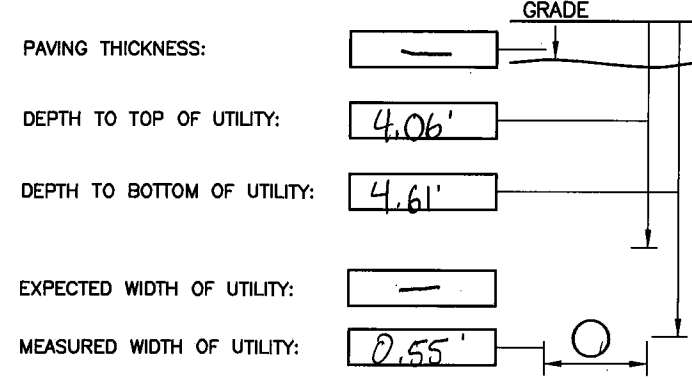 GRADE
PAVING THICKNESS: —
DEPTH TO TOP OF UTILITY: 4.06'
DEPTH TO BOTTOM OF UTILITY: 4.61'
EXPECTED WIDTH OF UTILITY: —
MEASURED WIDTH OF UTILITY: 0.55'